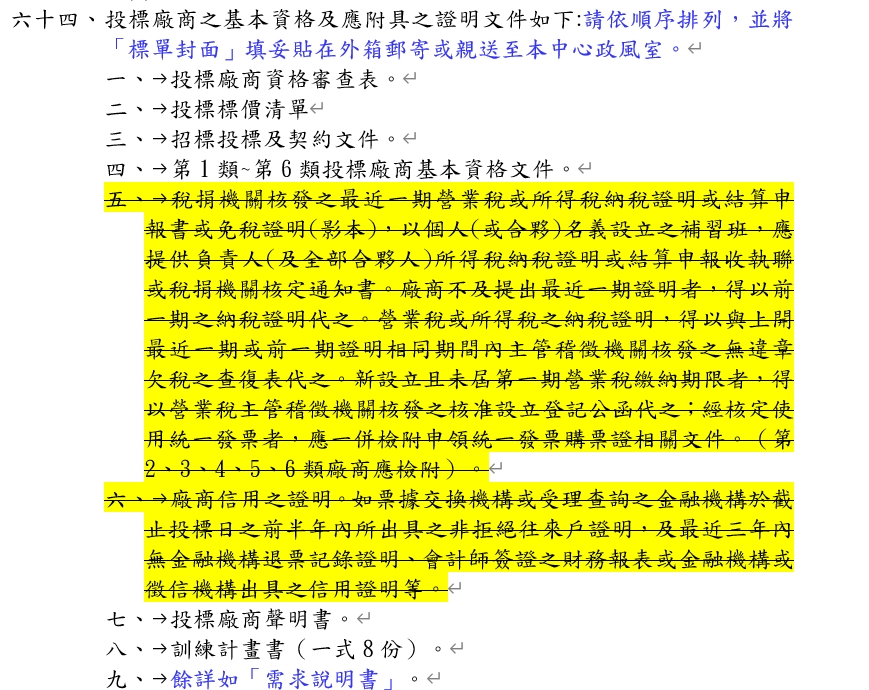 六十四、投標廠商之基本資格及應附具之證明文件如下:請依順序排列，並將
「標單封面」填妥貼在外箱郵寄或親送至本中心政風室。
一、→投標廠商資格審查表。
二、→投標標價清單
三、→招標投標及契約文件。
四、→第1類~第6類投標廠商基本資格文件。
五、→稅捐機關核發之最近一期營業稅或所得稅納稅證明或結算申
報書或免稅證明(影本)，以個人(或合夥)名義設立之補習班，應
提供負責人(及全部合夥人)所得稅納稅證明或結算申報收執聯
或稅捐機關核定通知書。廠商不及提出最近一期證明者，得以前
一期之納稅證明代之。營業稅或所得稅之納稅證明，得以與上開
最近一期或前一期證明相同期間內主管稽徵機關核發之無違章
欠稅之查復表代之。新設立且未屆第一期營業稅繳納期限者，得
以營業稅主管稽徵機關核發之核准設立登記公函代之；經核定使
用統一發票者，應一併檢附申領統一發票購票證相關文件。（第
2、3、4、5、6類廠商應檢附）。
六、→廠商信用之證明。如票據交換機構或受理查詢之金融機構於截
止投標日之前半年內所出具之非拒絕往來戶證明，及最近三年內
無金融機構退票記錄證明、會計師簽證之財務報表或金融機構或
徵信機構出具之信用證明等。
七、→投標廠商聲明書。
八、→訓練計畫書（一式8份）。
九、→餘詳如「需求說明書」。